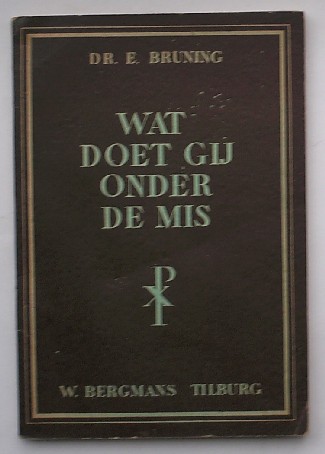 DR. E. BRUNING
WAT
DOET GIJ
ONDER
DE MIS
W. BERGMANS TILBURG